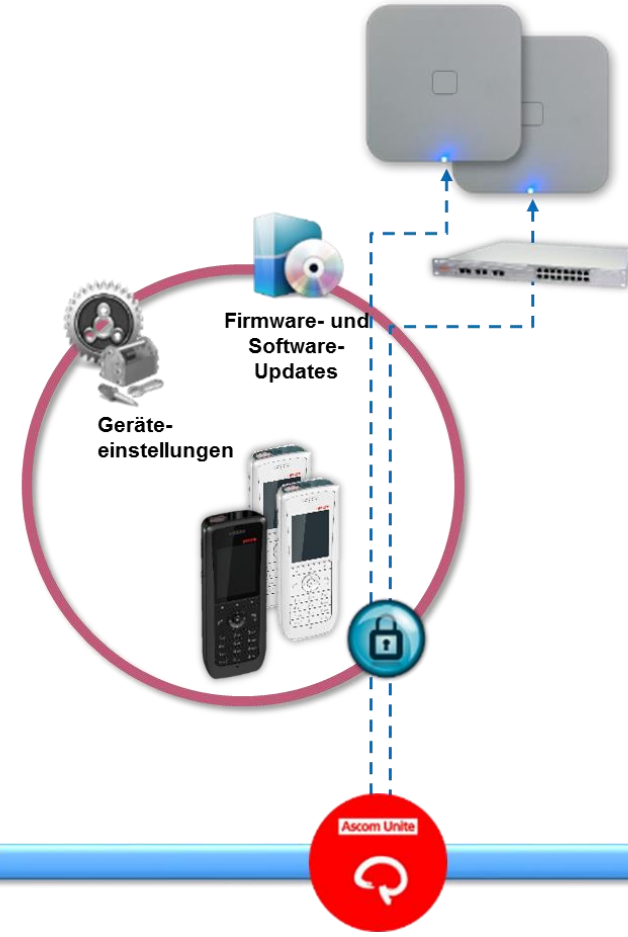 Firmware- und
Software-
Updates
Geräte-
einstellungen
Ascom Unite